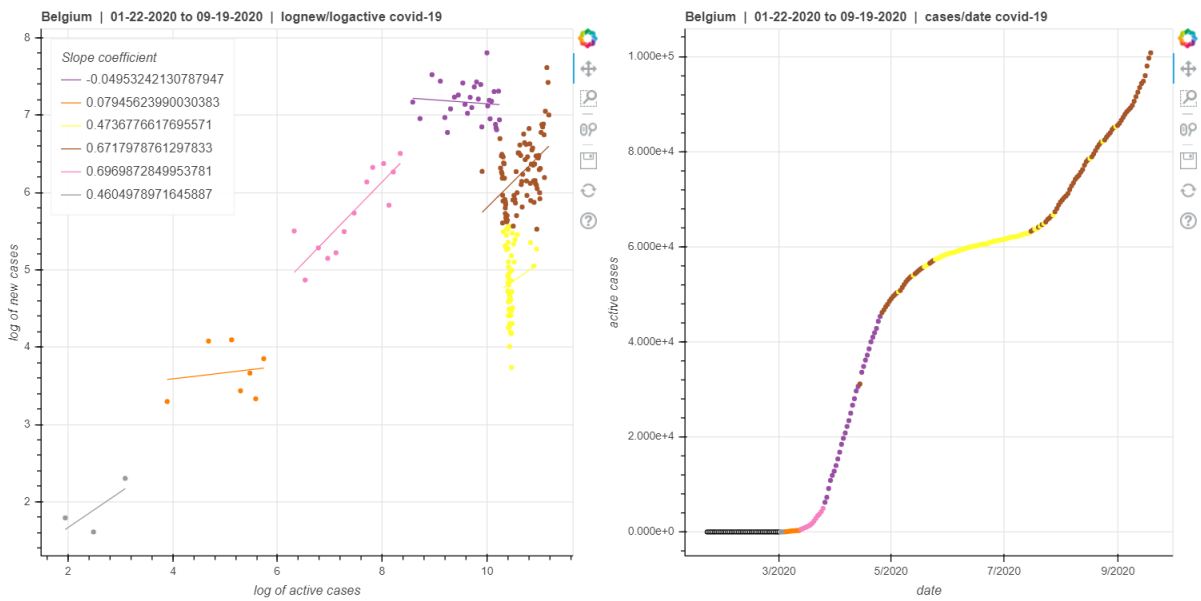 Belgium | 01-22-2020 to 09-19-2020 | lognew/logactive covid-19
8
7
6
5
4
3
2
log of new cases
Slope coefficient
-0.04953242130787947
0.07945623990030383
0.4736776617695571
0.6717978761297833
0.6969872849953781
0.4604978971645887
2
4
6
8
10
log of active cases
Belgium | 01-22-2020 to 09-19-2020 | cases/date covid-19
1.000e+5
8.000e+4
6.000e+4
4.000e+4
2.000e+4
0.000e+0
active cases
3/2020
5/2020
7/2020
9/2020
date